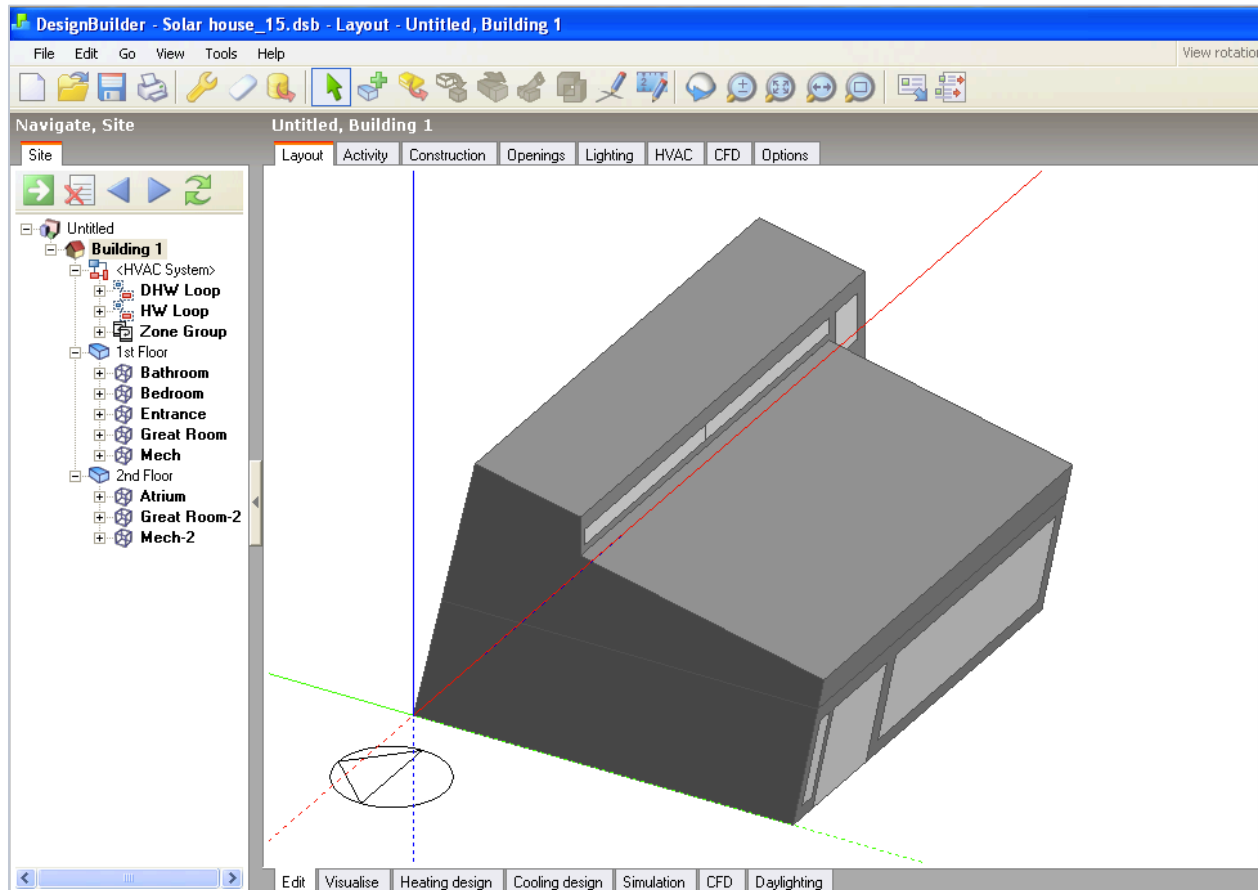 DesignBuilder - Solar house_15.dsb - Layout - Untitled, Building 1
File Edit Go View Tools Help
View rotation
Navigate, Site
Untitled, Building 1
Site
Layout Activity Construction Openings Lighting HVAC CFD Options
Untitled
Building 1
<HVAC System>
DHW Loop
HW Loop
Zone Group
1st Floor
Bathroom
Bedroom
Entrance
Great Room
Mech
2nd Floor
Atrium
Great Room-2
Mech-2
Edit Visualise Heating design Cooling design Simulation CFD Daylighting